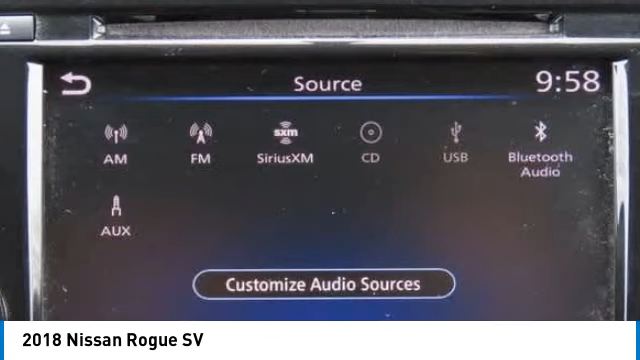 Source
9:58
AM
FM
sxm
SiriusXM
CD
USB
Bluetooth
Audio
AUX
Customize Audio Sources
2018 Nissan Rogue SV